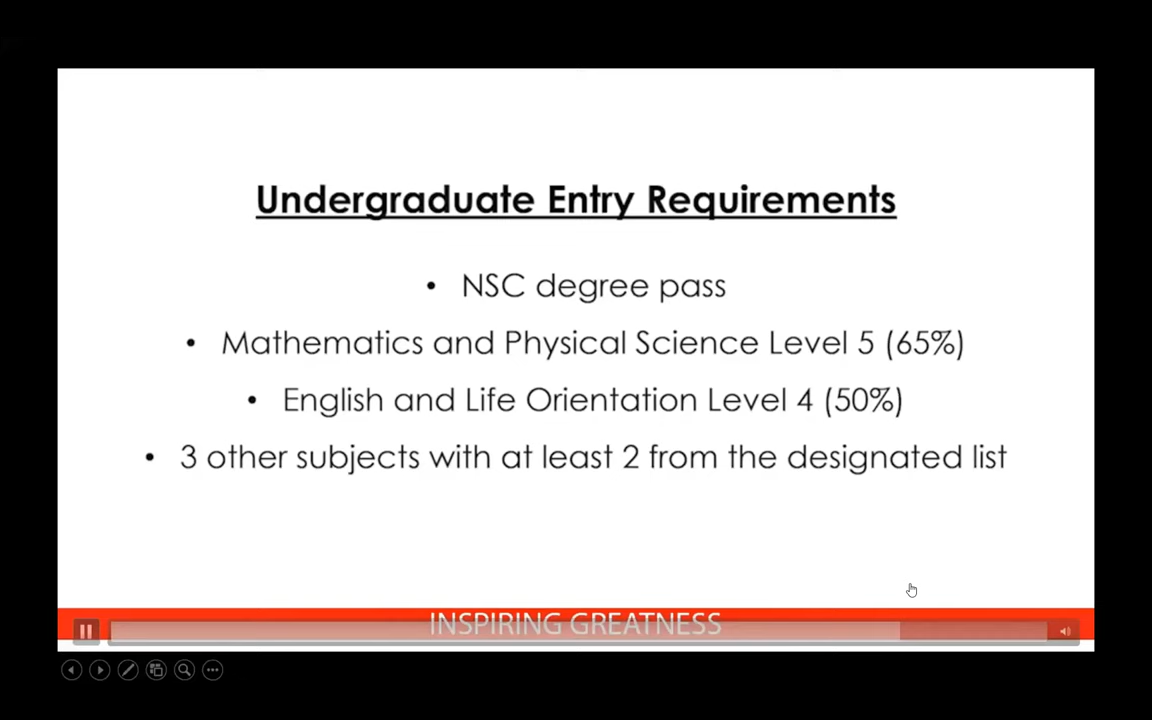 Undergraduate Entry Requirements
• NSC degree pass
• Mathematics and Physical Science Level 5 (65%)
• English and Life Orientation Level 4 (50%)
• 3 other subjects with at least 2 from the designated list
INSPIRING GREATNESS